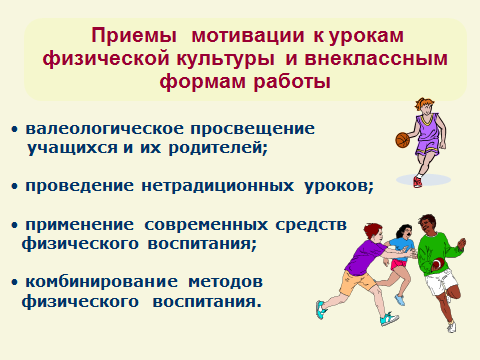 Приемы мотивации к урокам
физической культуры и внеклассным
формам работы
• валеологическое просвещение
учащихся и их родителей;
• проведение нетрадиционных уроков;
• применение современных средств
физического воспитания;
• комбинирование методов
физического воспитания.